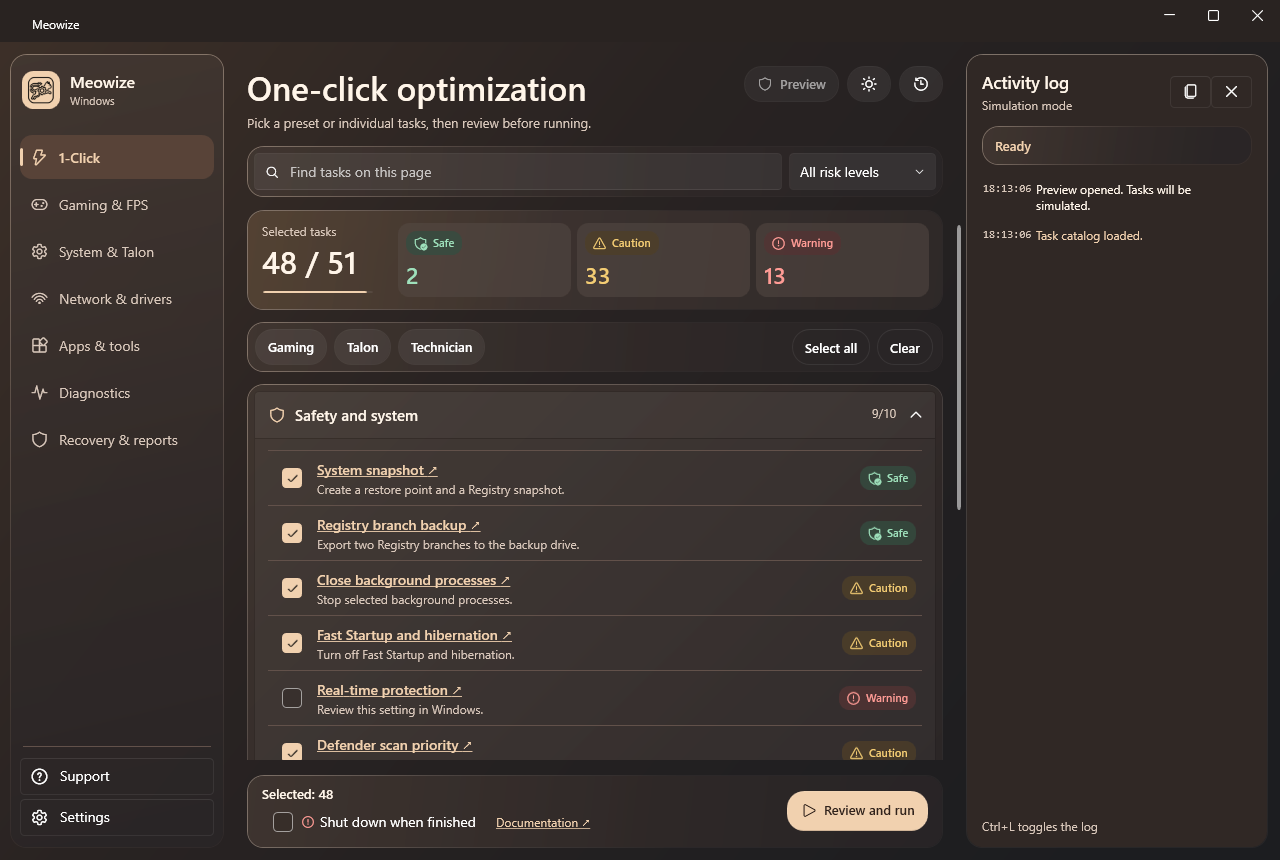 Meowize
Meowize
Windows
1-Click
Gaming & FPS
System & Talon
Network & drivers
Apps & tools
Diagnostics
Recovery & reports
Support
Settings
One-click optimization
Pick a preset or individual tasks, then review before running.
Preview
Find tasks on this page
All risk levels
Selected tasks
48 / 51
Safe
2
Caution
33
Warning
13
Gaming
Talon
Technician
Select all
Clear
Safety and system
9/10
System snapshot ↗
Create a restore point and a Registry snapshot.
Safe
Registry branch backup ↗
Export two Registry branches to the backup drive.
Safe
Close background processes ↗
Stop selected background processes.
Caution
Fast Startup and hibernation ↗
Turn off Fast Startup and hibernation.
Caution
Real-time protection ↗
Review this setting in Windows.
Warning
Defender scan priority ↗
Caution
Selected: 48
Shut down when finished
Documentation ↗
Review and run
Activity log
Simulation mode
Ready
18:13:06 Preview opened. Tasks will be
simulated.
18:13:06 Task catalog loaded.
Ctrl+L toggles the log